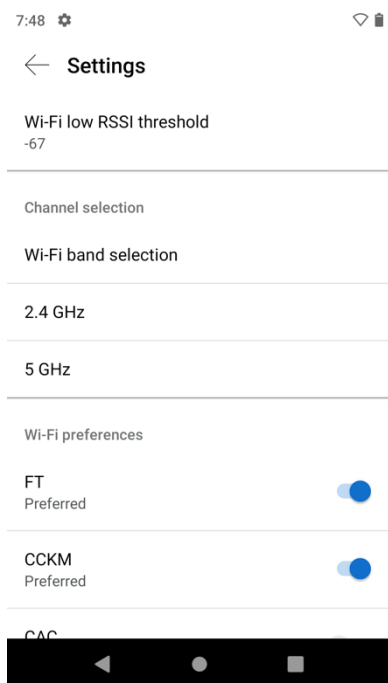 7:48
Settings
Wi-Fi low RSSI threshold
-67
Channel selection
Wi-Fi band selection
2.4 GHz
5 GHz
Wi-Fi preferences
FT
Preferred
CCKM
Preferred
CAC